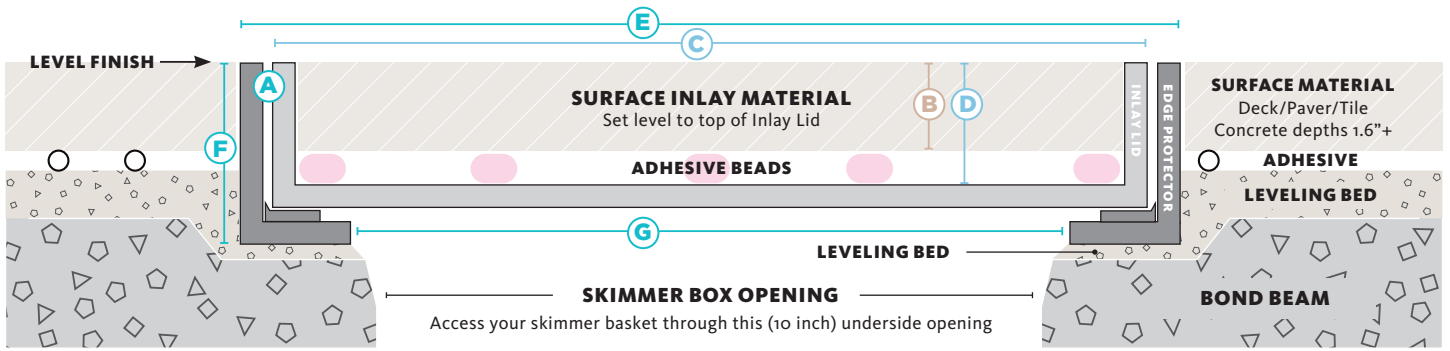 E
C
LEVEL FINISH
A
SURFACE INLAY MATERIAL
Set level to top of Inlay Lid
B
D
INLAY LID
EDGE PROTECTOR
SURFACE MATERIAL
Deck/Paver/Tile
Concrete depths 1.6”+
F
ADHESIVE BEADS
ADHESIVE
LEVELING BED
G
LEVELING BED
SKIMMER BOX OPENING
Access your skimmer basket through this (10 inch) underside opening
BOND BEAM